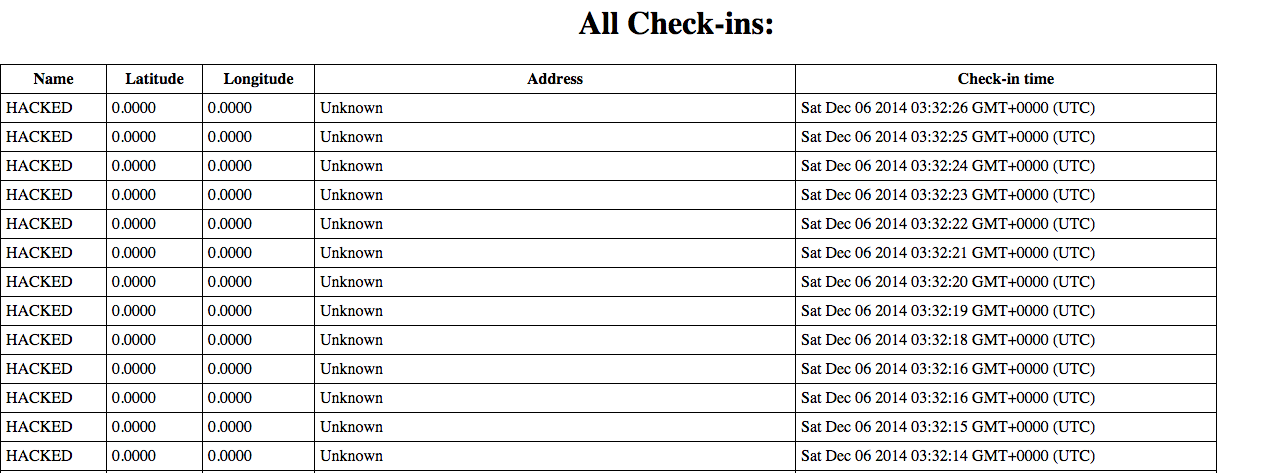 All Check-ins:
Name Latitude Longitude Address Check-in time
HACKED 0.0000 0.0000 Unknown Sat Dec 06 2014 03:32:26 GMT+0000 (UTC)
HACKED 0.0000 0.0000 Unknown Sat Dec 06 2014 03:32:25 GMT+0000 (UTC)
HACKED 0.0000 0.0000 Unknown Sat Dec 06 2014 03:32:24 GMT+0000 (UTC)
HACKED 0.0000 0.0000 Unknown Sat Dec 06 2014 03:32:23 GMT+0000 (UTC)
HACKED 0.0000 0.0000 Unknown Sat Dec 06 2014 03:32:22 GMT+0000 (UTC)
HACKED 0.0000 0.0000 Unknown Sat Dec 06 2014 03:32:21 GMT+0000 (UTC)
HACKED 0.0000 0.0000 Unknown Sat Dec 06 2014 03:32:20 GMT+0000 (UTC)
HACKED 0.0000 0.0000 Unknown Sat Dec 06 2014 03:32:19 GMT+0000 (UTC)
HACKED 0.0000 0.0000 Unknown Sat Dec 06 2014 03:32:18 GMT+0000 (UTC)
HACKED 0.0000 0.0000 Unknown Sat Dec 06 2014 03:32:16 GMT+0000 (UTC)
HACKED 0.0000 0.0000 Unknown Sat Dec 06 2014 03:32:16 GMT+0000 (UTC)
HACKED 0.0000 0.0000 Unknown Sat Dec 06 2014 03:32:15 GMT+0000 (UTC)
HACKED 0.0000 0.0000 Unknown Sat Dec 06 2014 03:32:14 GMT+0000 (UTC)